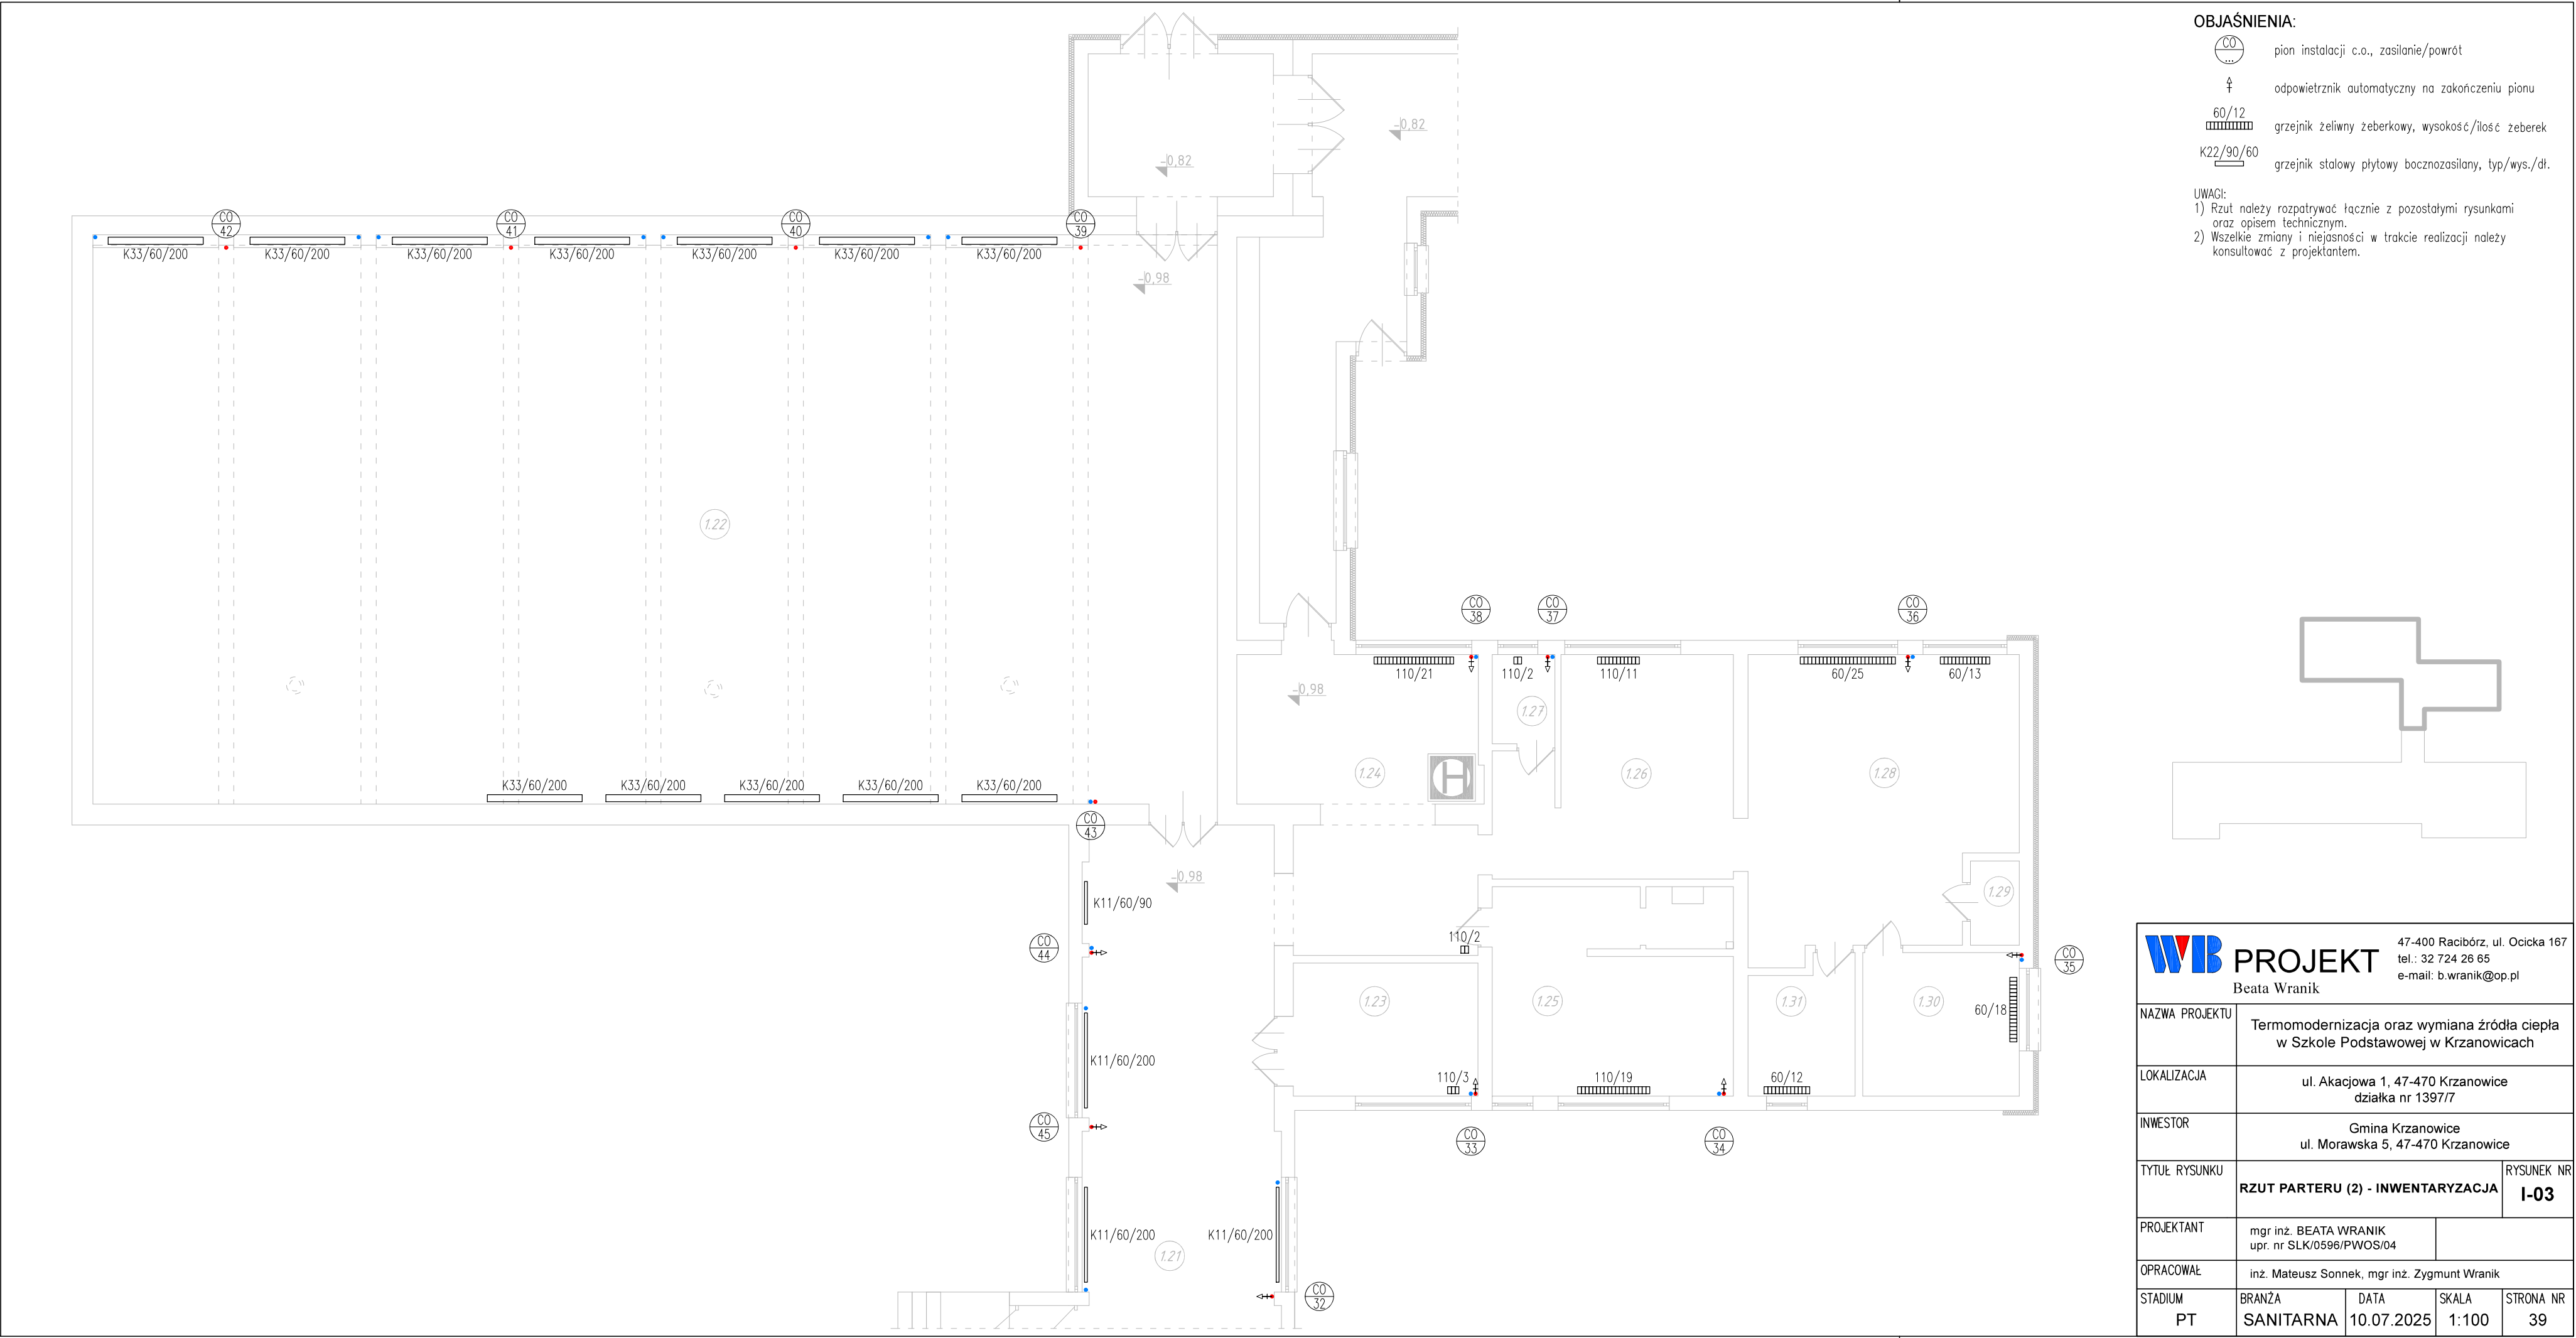 OBJAŚNIENIA:
CO
...
pion instalacji c.o., zasilanie/powrót
odpowietrznik automatyczny na zakończeniu pionu
60/12
grzejnik żeliwny żeberkowy, wysokość/ilość żeberek
K22/90/60
grzejnik stalowy płytowy bocznozasilany, typ/wys./dł.
UWAGI:
1) Rzut należy rozpatrywać łącznie z pozostałymi rysunkami
oraz opisem technicznym.
2) Wszelkie zmiany i niejasności w trakcie realizacji należy
konsultować z projektantem.
-0,82
-0,82
CO
42
CO
41
CO
40
CO
39
K33/60/200
K33/60/200
K33/60/200
K33/60/200
K33/60/200
K33/60/200
K33/60/200
-0,98
1.22
CO
38
CO
37
CO
36
110/21
110/2
110/11
60/25
60/13
-0,98
1.27
1.24
H
1.26
1.28
K33/60/200
K33/60/200
K33/60/200
K33/60/200
K33/60/200
CO
43
-0,98
K11/60/90
1.29
110/2
CO
44
CO
35
1.23
1.25
1.31
1.30
60/18
K11/60/200
110/3
110/19
60/12
CO
45
CO
33
CO
34
K11/60/200
K11/60/200
1.21
CO
32
WB PROJEKT
Beata Wranik
47-400 Racibórz, ul. Ocicka 167
tel.: 32 724 26 65
e-mail: b.wranik@op.pl
NAZWA PROJEKTU
Termomodernizacja oraz wymiana źródła ciepła
w Szkole Podstawowej w Krzanowicach
LOKALIZACJA
ul. Akacjowa 1, 47-470 Krzanowice
działka nr 1397/7
INWESTOR
Gmina Krzanowice
ul. Morawska 5, 47-470 Krzanowice
TYTUŁ RYSUNKU
RZUT PARTERU (2) - INWENTARYZACJA
RYSUNEK NR
I-03
PROJEKTANT
mgr inż. BEATA WRANIK
upr. nr SLK/0596/PWOS/04
OPRACOWAŁ
inż. Mateusz Sonnek, mgr inż. Zygmunt Wranik
STADIUM BRANŻA DATA SKALA STRONA NR
PT SANITARNA 10.07.2025 1:100 39